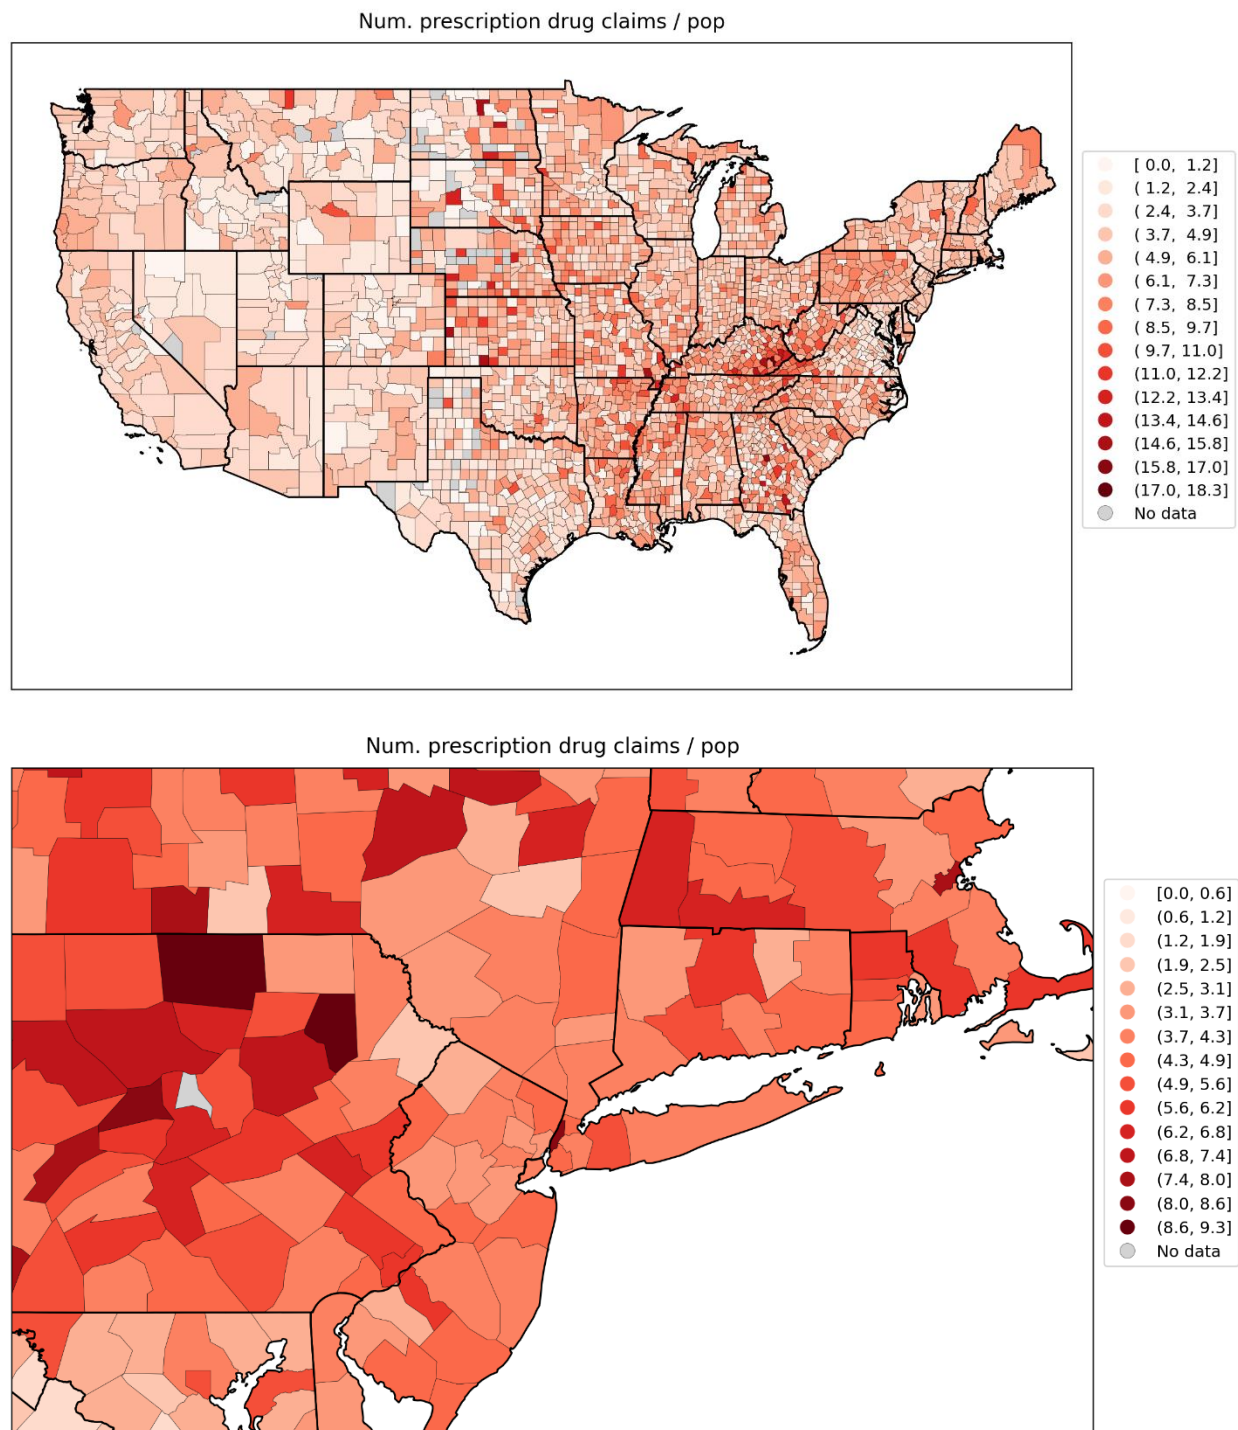 Num. prescription drug claims / pop
[ 0.0, 1.2]
( 1.2, 2.4]
( 2.4, 3.7]
( 3.7, 4.9]
( 4.9, 6.1]
( 6.1, 7.3]
( 7.3, 8.5]
( 8.5, 9.7]
( 9.7, 11.0]
(11.0, 12.2]
(12.2, 13.4]
(13.4, 14.6]
(14.6, 15.8]
(15.8, 17.0]
(17.0, 18.3]
No data
Num. prescription drug claims / pop
[0.0, 0.6]
(0.6, 1.2]
(1.2, 1.9]
(1.9, 2.5]
(2.5, 3.1]
(3.1, 3.7]
(3.7, 4.3]
(4.3, 4.9]
(4.9, 5.6]
(5.6, 6.2]
(6.2, 6.8]
(6.8, 7.4]
(7.4, 8.0]
(8.0, 8.6]
(8.6, 9.3]
No data